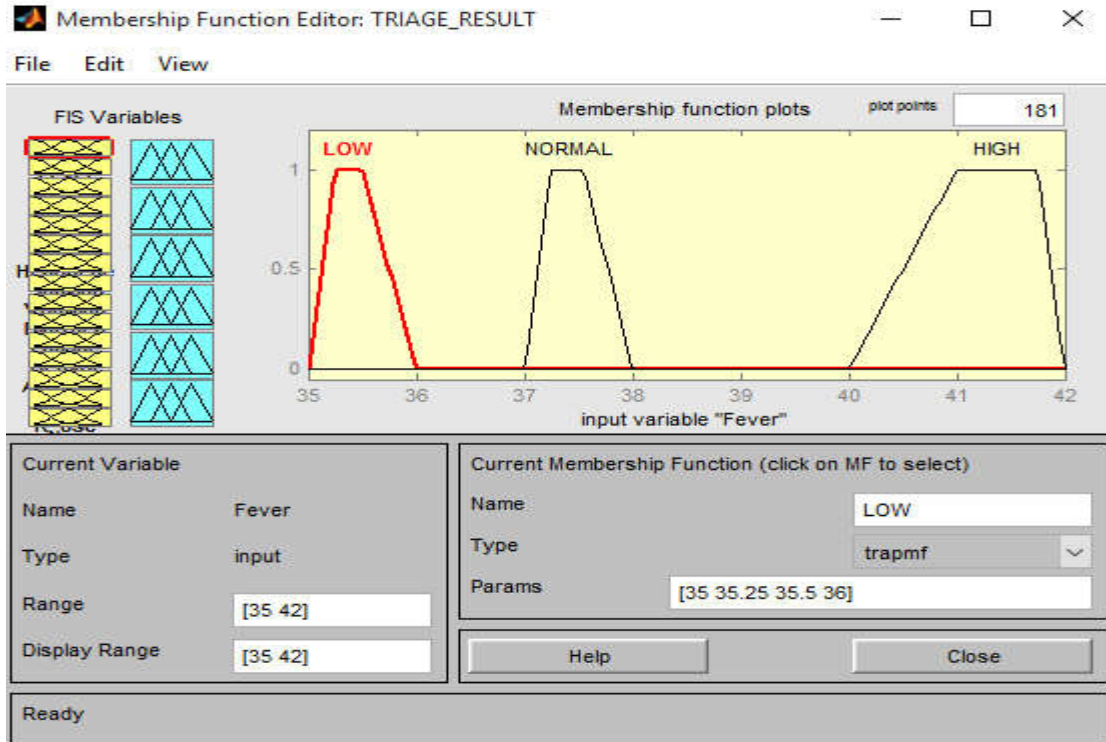 Membership Function Editor: TRIAGE_RESULT
File Edit View
FIS Variables
Membership function plots plot points 181
LOW NORMAL HIGH
1
0.5
0
35 36 37 38 39 40 41 42
input variable "Fever"
Current Variable
Name Fever
Type input
Range [35 42]
Display Range [35 42]
Current Membership Function (click on MF to select)
Name LOW
Type trapmf
Params [35 35.25 35.5 36]
Help Close
Ready